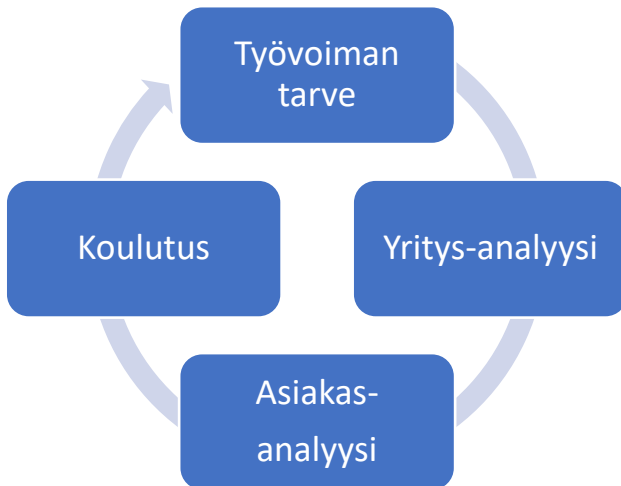 Työvoiman
tarve
Koulutus
Yritys-analyysi
Asiakas-
analyysi